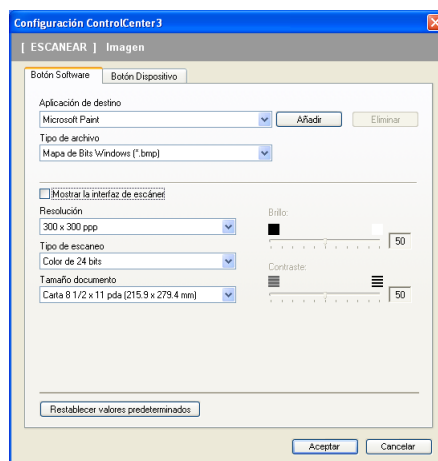 Configuración ControlCenter3
[ ESCANEAR ] Imagen
Botón Software
Botón Dispositivo
Aplicación de destino
Microsoft Paint
Añadir
Eliminar
Tipo de archivo
Mapa de Bits Windows (*.bmp)
Mostrar la interfaz de escáner
Resolución
300 x 300 ppp
Brillo:
50
Tipo de escaneo
Color de 24 bits
Contraste:
50
Tamaño documento
Carta 8 1/2 x 11 pda (215.9 x 279.4 mm)
Restablecer valores predeterminados
Aceptar
Cancelar